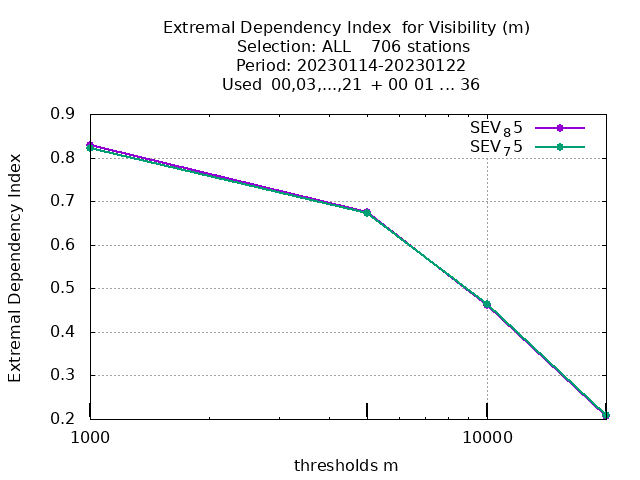 Extremal Dependency Index  for Visibility (m)
Selection: ALL    706 stations
Period: 20230114-20230122
Used  00,03,...,21  + 00 01 ... 36
SEV₈5
SEV₇5
Extremal Dependency Index
0.9
0.8
0.7
0.6
0.5
0.4
0.3
0.2
1000
10000
thresholds m